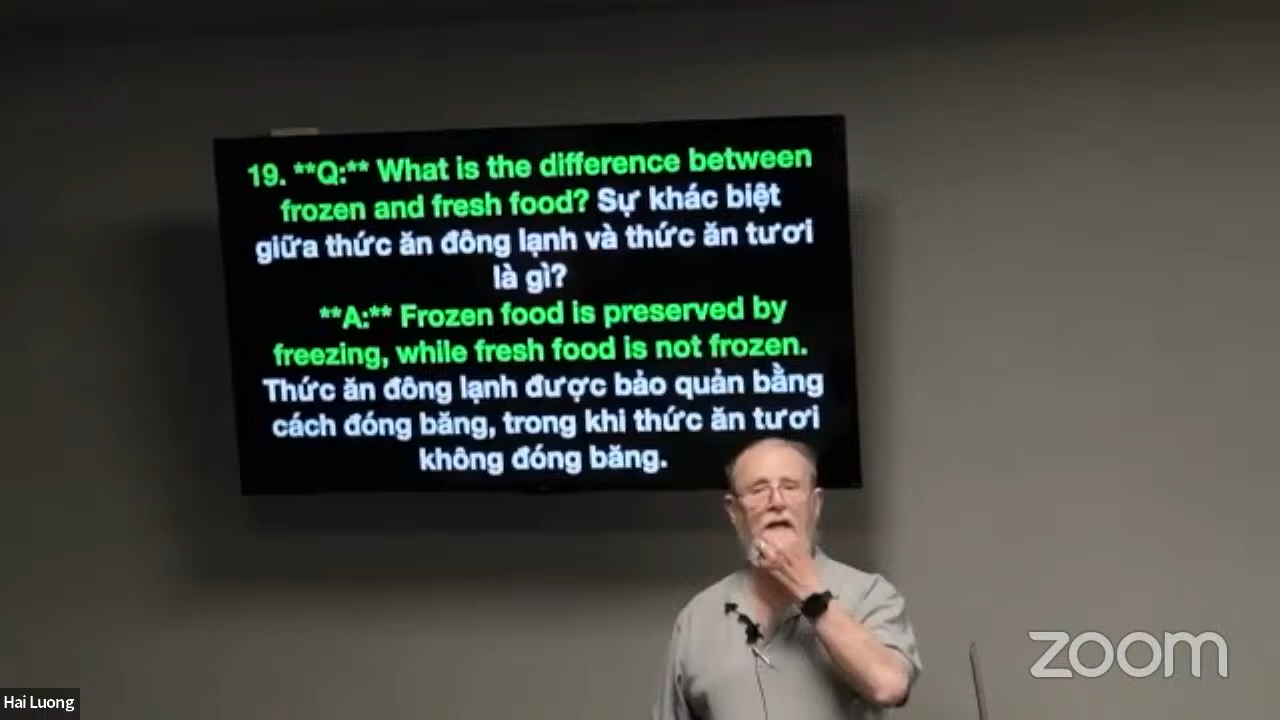 19. **Q:** What is the difference between
frozen and fresh food? Sự khác biệt
giữa thức ăn đông lạnh và thức ăn tươi
là gì?
**A:** Frozen food is preserved by
freezing, while fresh food is not frozen.
Thức ăn đông lạnh được bảo quản bằng
cách đóng băng, trong khi thức ăn tươi
không đóng băng.
zoom
Hai Luong